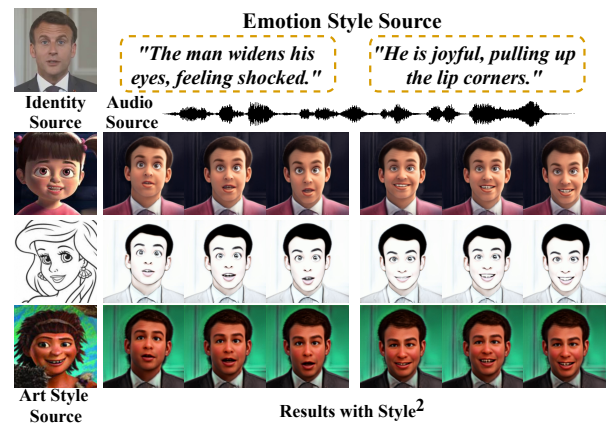 Emotion Style Source
"The man widens his
eyes, feeling shocked."
"He is joyful, pulling up
the lip corners."
Identity
Source
Audio
Source
Art Style
Source
Results with Style²